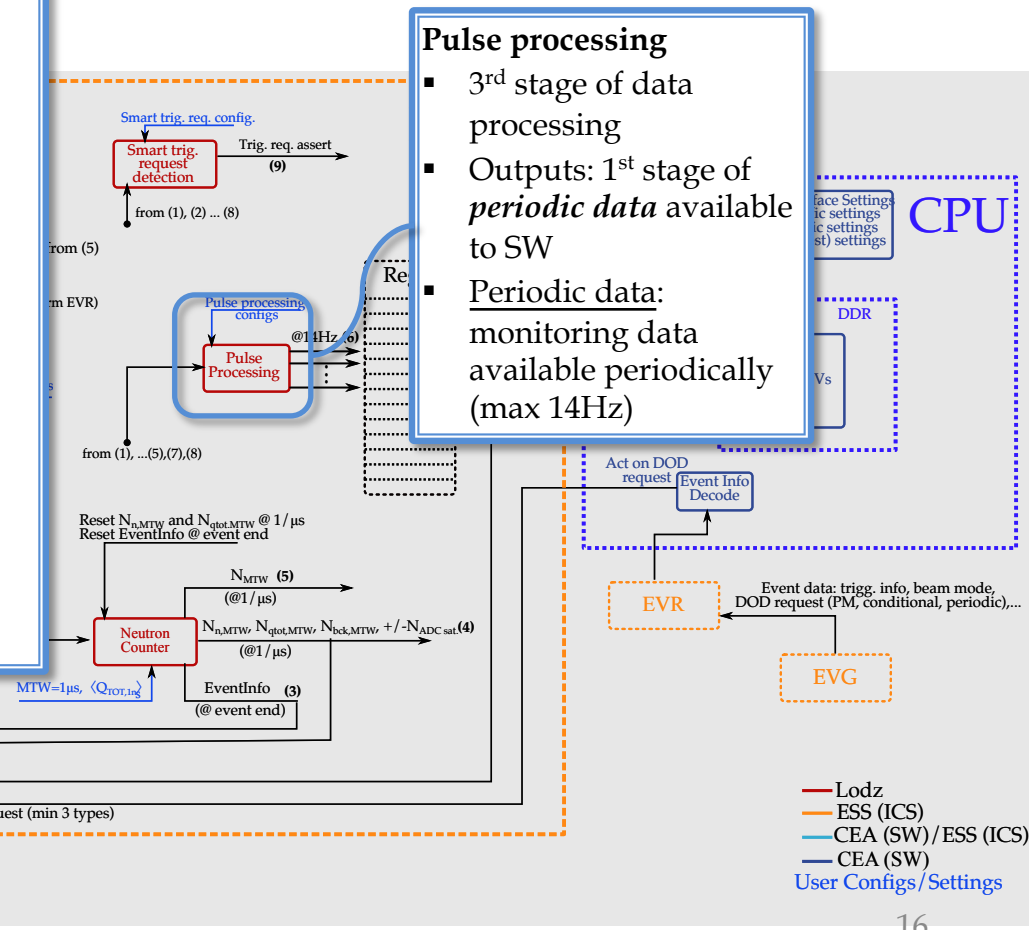 Pulse processing
▪ 3rd stage of data
processing
▪ Outputs: 1st stage of
periodic data available
to SW
▪ Periodic data:
monitoring data
available periodically
(max 14Hz)
Smart trig. req. config.
Smart trig.
request
detection
Trig. req. assert
(9)
from (1), (2) ... (8)
from (5)
EVR)
Pulse processing
configs
@14Hz (6)
Pulse
Processing
from (1), ...(5),(7),(8)
settings
settings
settings
CPU
DDR
Act on DOD
request
Event Info
Decode
Reset Nn,MTW and Nqtot.MTW @ 1/μs
Reset EventInfo @ event end
NMTW (5)
(@1/μs)
Neutron
Counter
Nn,MTW, Nqtot,MTW, Nbck,MTW, +/-NADC sat.(4)
(@1/μs)
MTW=1μs, ⟨QTOT,1n⟩
EventInfo (3)
(@ event end)
EVR
Event data: trigg. info, beam mode,
DOD request (PM, conditional, periodic),...
EVG
(min 3 types)
Lodz
ESS (ICS)
CEA (SW)/ESS (ICS)
CEA (SW)
User Configs/Settings
16